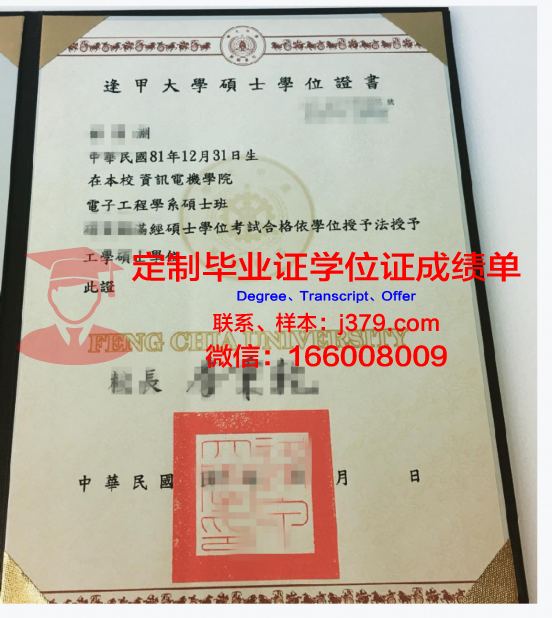 逢甲大學碩士學位證書
號
中華民國81年12月31日生
在本校 資訊電機學院
電子工程學系碩士班
滿經碩士學位考試合格依學位授予法授予
工學碩士學位
定制毕业证学位证成绩单
此證
Degree、Transcript、Offer
联系、样本：j379.com
FENG CHIA UNIVERSITY
微信：166008009
校長
中華民國 月 日